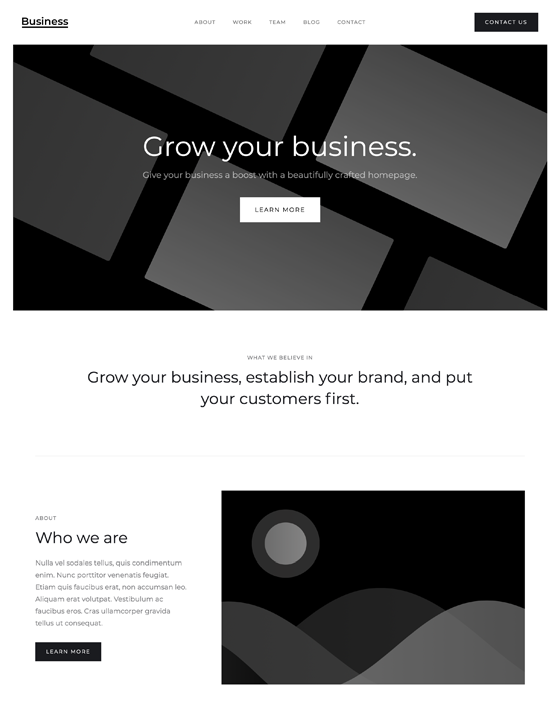 Business
ABOUT WORK TEAM BLOG CONTACT
CONTACT US
Grow your business.
Give your business a boost with a beautifully crafted homepage.
LEARN MORE
WHAT WE BELIEVE IN
Grow your business, establish your brand, and put
your customers first.
ABOUT
Who we are
Nulla vel sodales tellus, quis condimentum
enim. Nunc porttitor venenatis feugiat.
Etiam quis faucibus erat, non accumsan leo.
Aliquam erat volutpat. Vestibulum ac
faucibus eros. Cras ullamcorper gravida
tellus ut consequat.
LEARN MORE